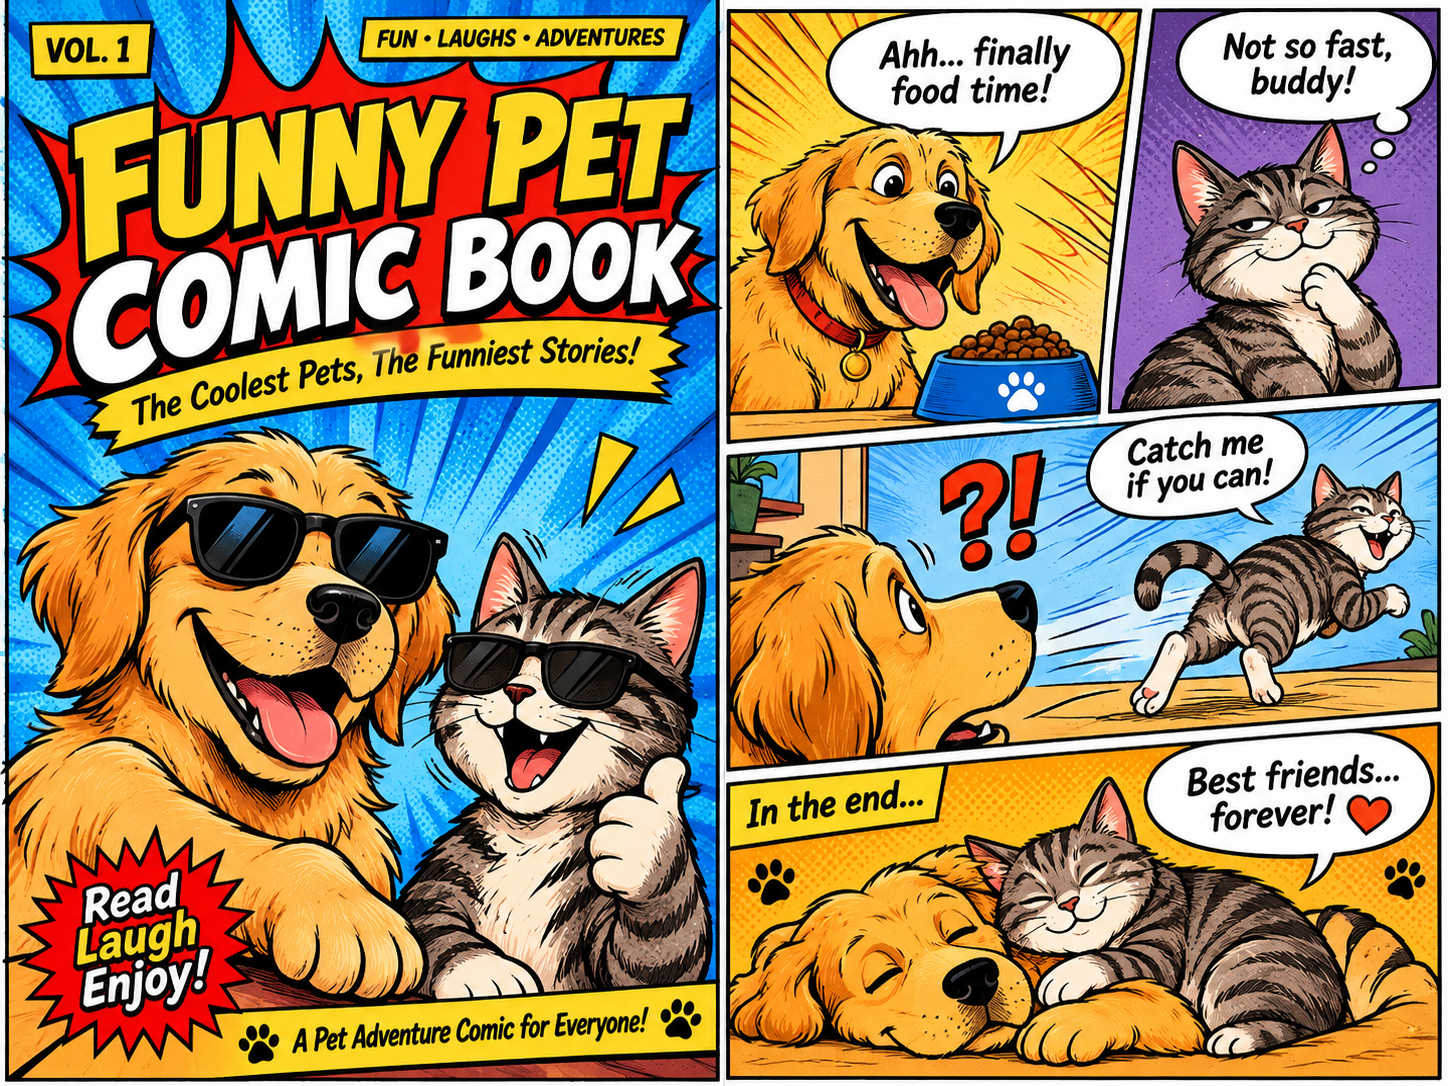 VOL. 1
FUN • LAUGHS • ADVENTURES
FUNNY PET
COMIC BOOK
The Coolest Pets, The Funniest Stories!
Read
Laugh
Enjoy!
A Pet Adventure Comic for Everyone!
Ahh... finally
food time!
Not so fast,
buddy!
?!
Catch me
if you can!
In the end...
Best friends...
forever!